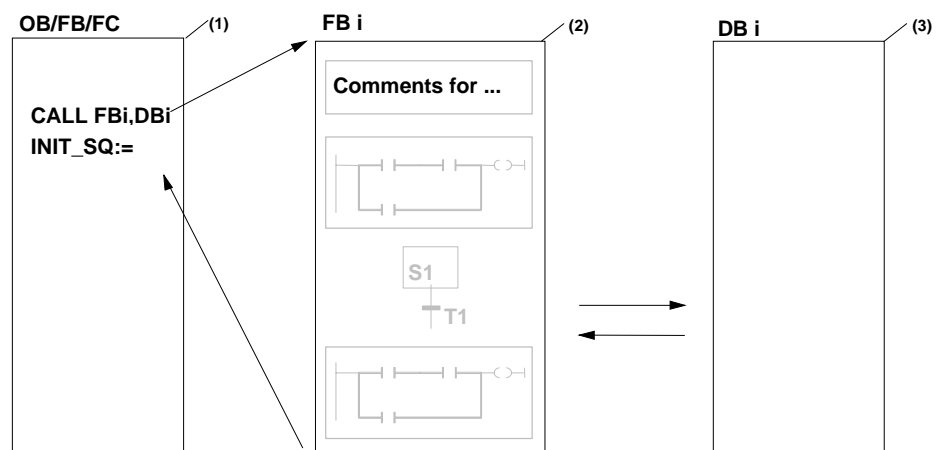 OB/FB/FC
(1)
CALL FBi,DBi
INIT_SQ:=
FB i
(2)
Comments for ...
S1
T1
DB i
(3)